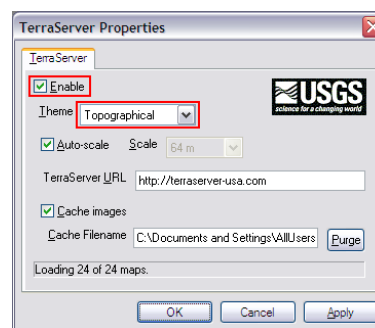 TerraServer Properties
TerraServer
Enable
USGS
science for a changing world
Theme Topographical
Auto-scale Scale 64 m
TerraServer URL http://terraserver-usa.com
Cache images
Cache Filename C:\Documents and Settings\AllUsers Purge
Loading 24 of 24 maps.
OK Cancel Apply